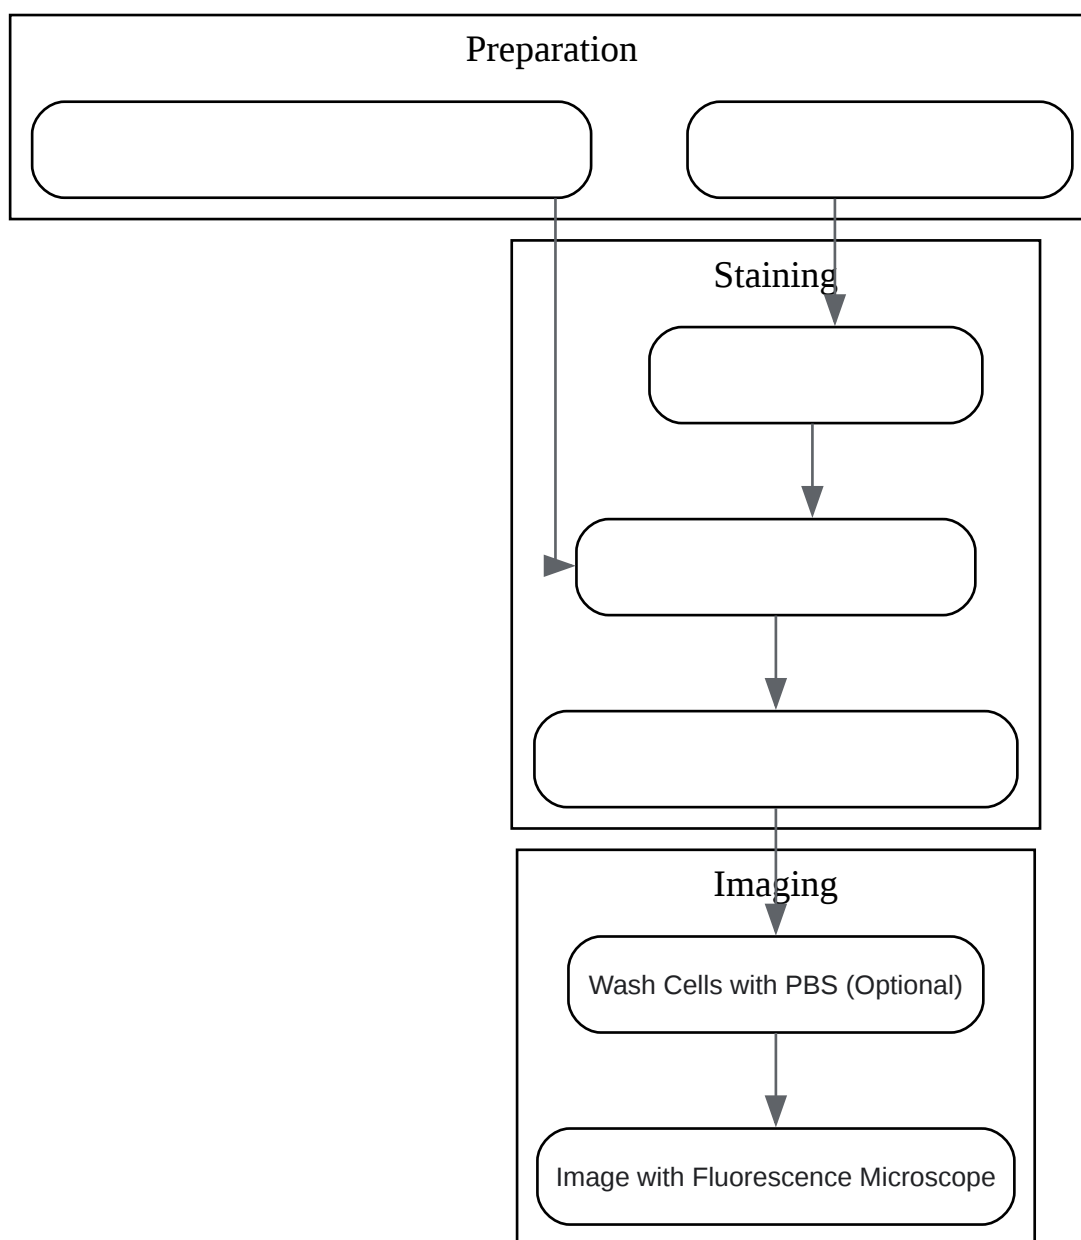 Preparation
Staining
Imaging
Wash Cells with PBS (Optional)
Image with Fluorescence Microscope